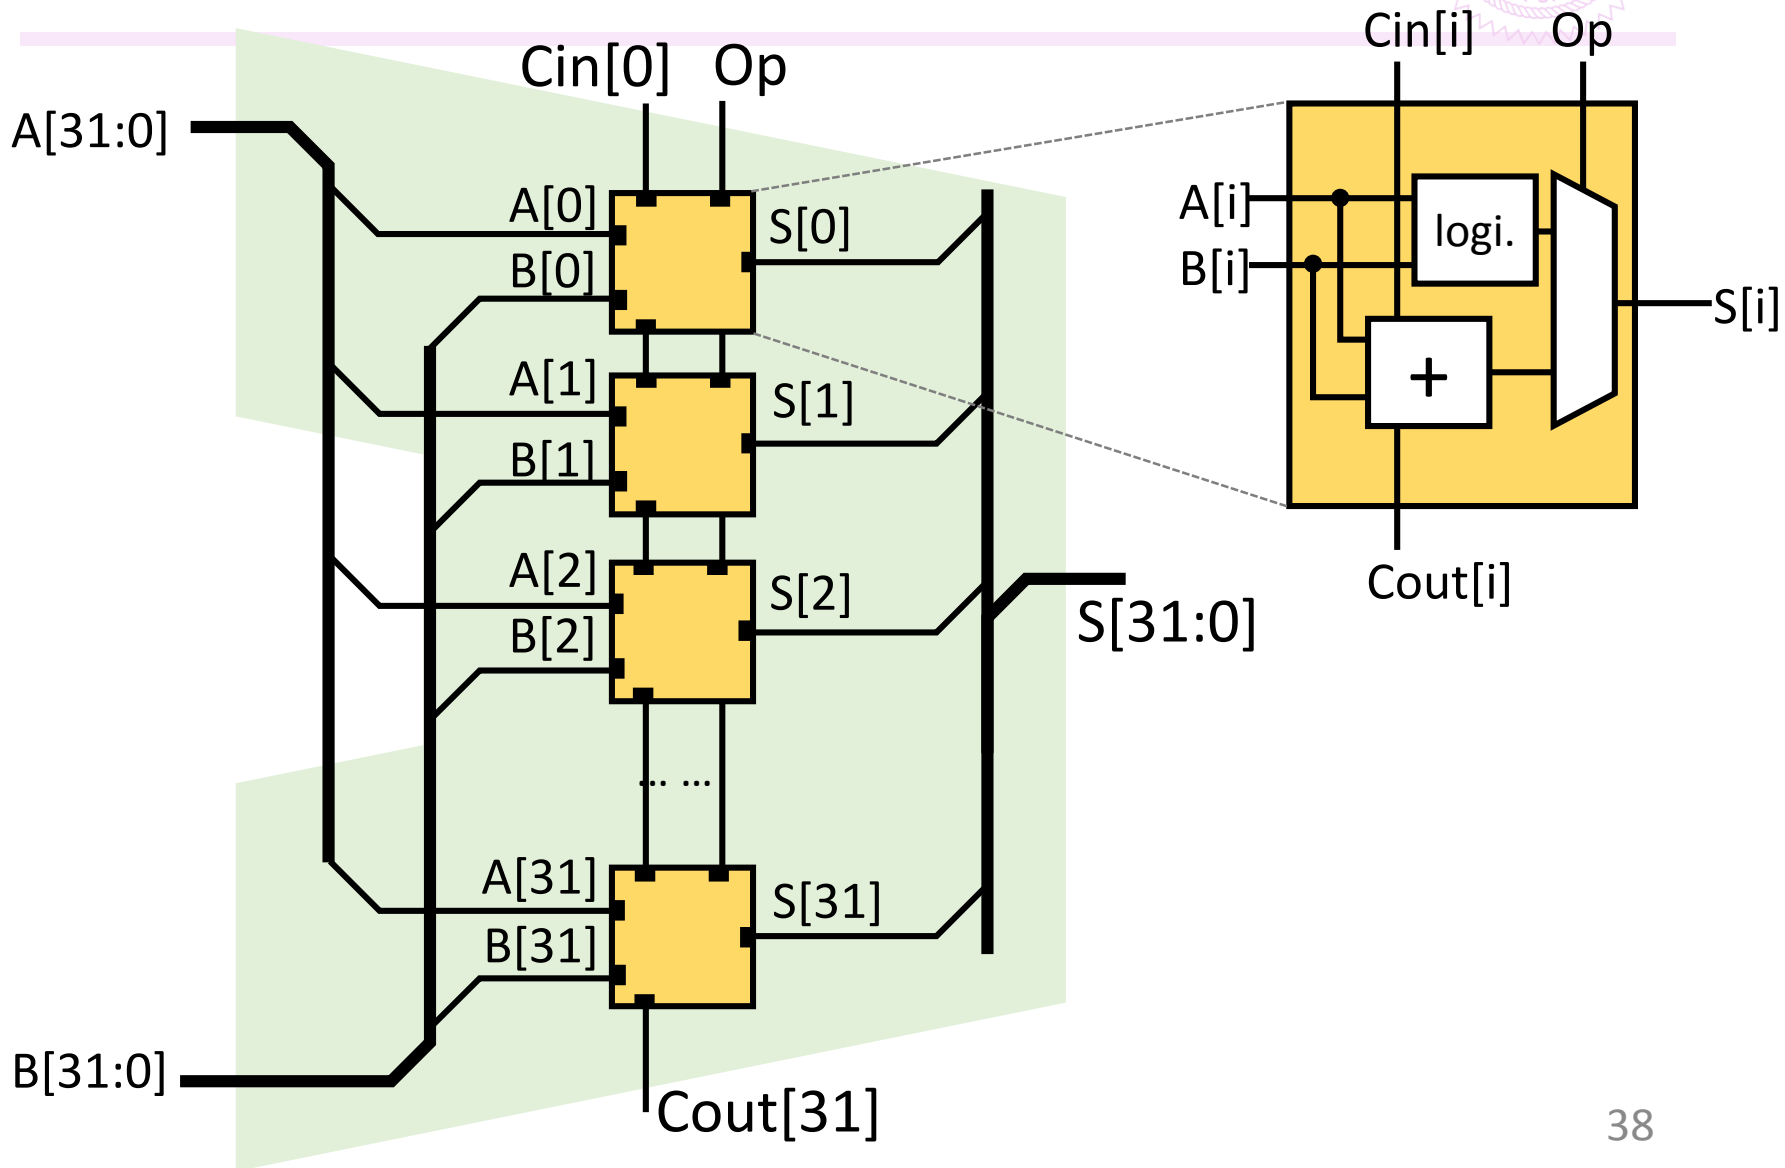 Cin[i] Op
Cin[0] Op
A[31:0]
A[0] S[0]
B[0]
A[i] logi.
B[i]
S[i]
+
A[1] S[1]
B[1]
A[2] S[2]
B[2]
Cout[i]
S[31:0]
... ...
A[31] S[31]
B[31]
B[31:0]
Cout[31]
38